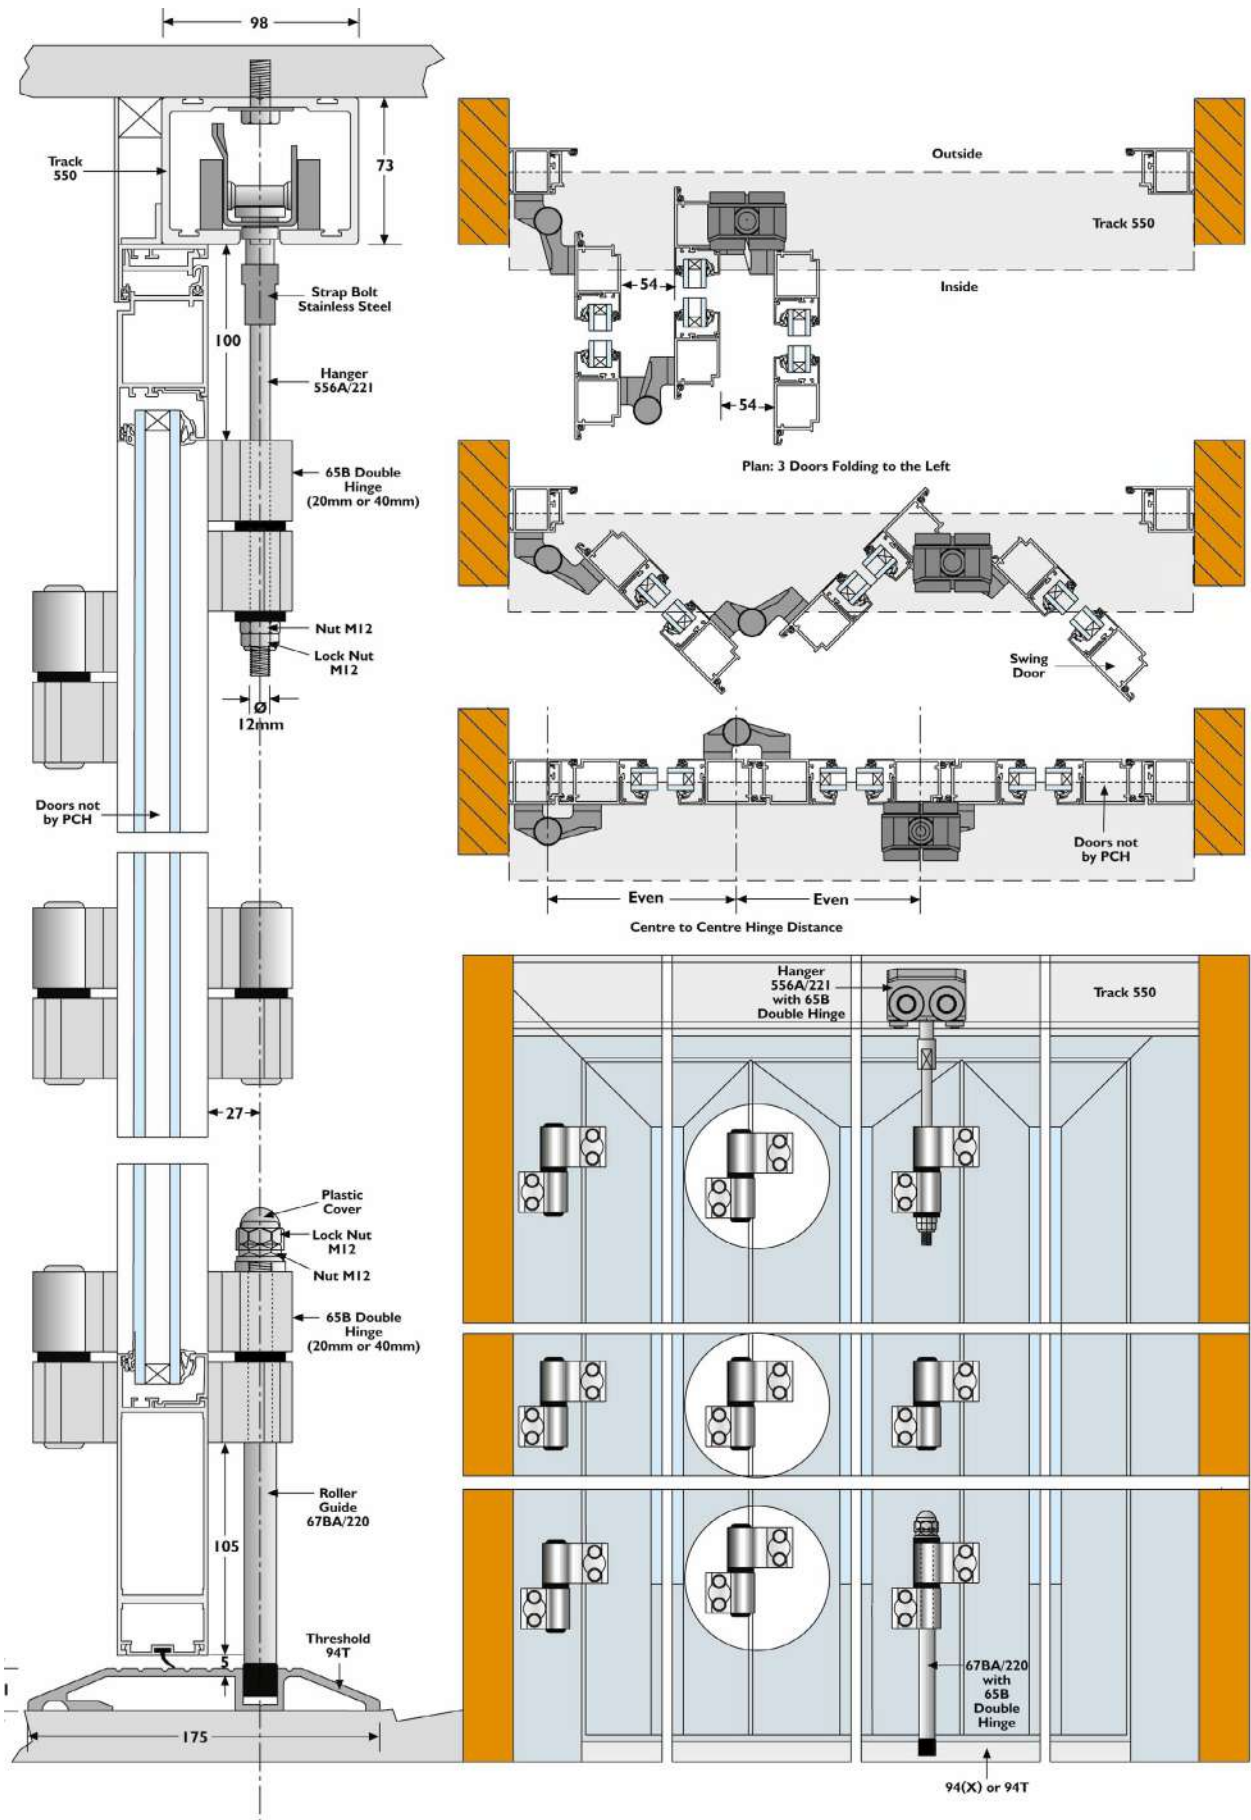 98
Track
550
73
Strap Bolt
Stainless Steel
100
Hanger
556A/221
65B Double
Hinge
(20mm or 40mm)
Nut M12
Lock Nut
M12
Ø
12mm
Doors not
by PCH
27
Plastic
Cover
Lock Nut
M12
Nut M12
65B Double
Hinge
(20mm or 40mm)
Roller
Guide
67BA/220
105
Threshold
94T
5
175
Outside
Track 550
54
Inside
54
Plan: 3 Doors Folding to the Left
Swing
Door
Doors not
by PCH
Even
Even
Centre to Centre Hinge Distance
Hanger
556A/221
with 65B
Double Hinge
Track 550
67BA/220
with
65B
Double
Hinge
94(X) or 94T